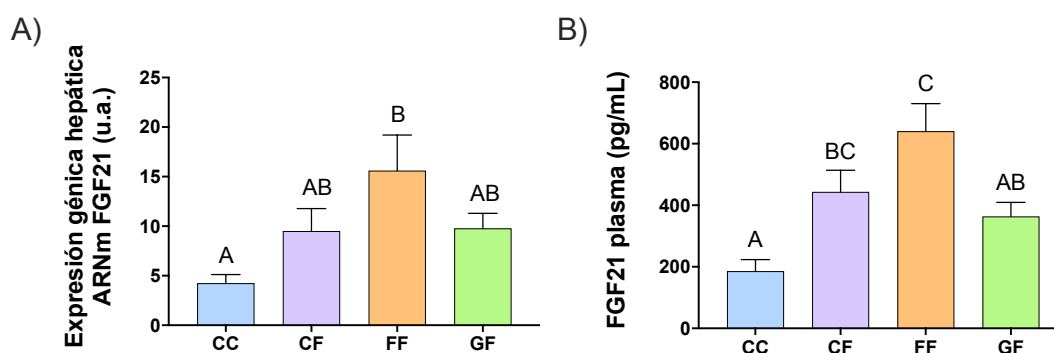 A)
Expresión génica hepática
ARNm FGF21 (u.a.)
25
20
15
10
5
0
A
AB
B
AB
CC
CF
FF
GF
B)
FGF21 plasma (pg/mL)
800
600
400
200
0
A
BC
C
AB
CC
CF
FF
GF